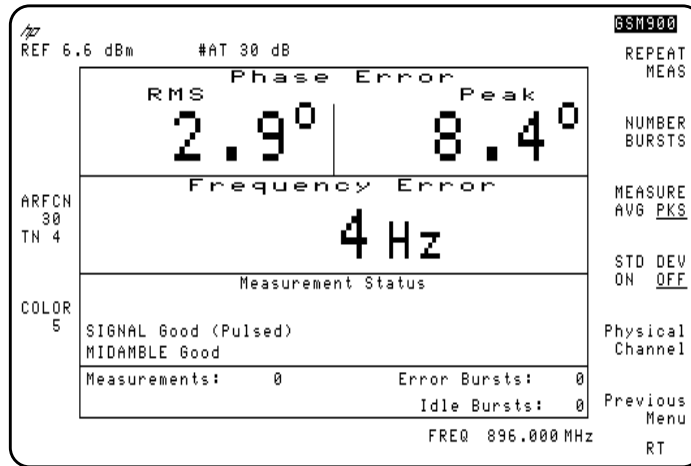 hp
GSM900
REF 6.6 dBm #AT 30 dB
REPEAT
MEAS
Phase Error
RMS Peak
2.9° 8.4°
NUMBER
BURSTS
Frequency Error
4 Hz
ARFCN
30
TN 4
MEASURE
AVG PKS
STD DEV
ON OFF
Measurement Status
COLOR
5
SIGNAL Good (Pulsed)
MIDAMBLE Good
Physical
Channel
Measurements: 0 Error Bursts: 0
Idle Bursts: 0
Previous
Menu
FREQ 896.000 MHz
RT